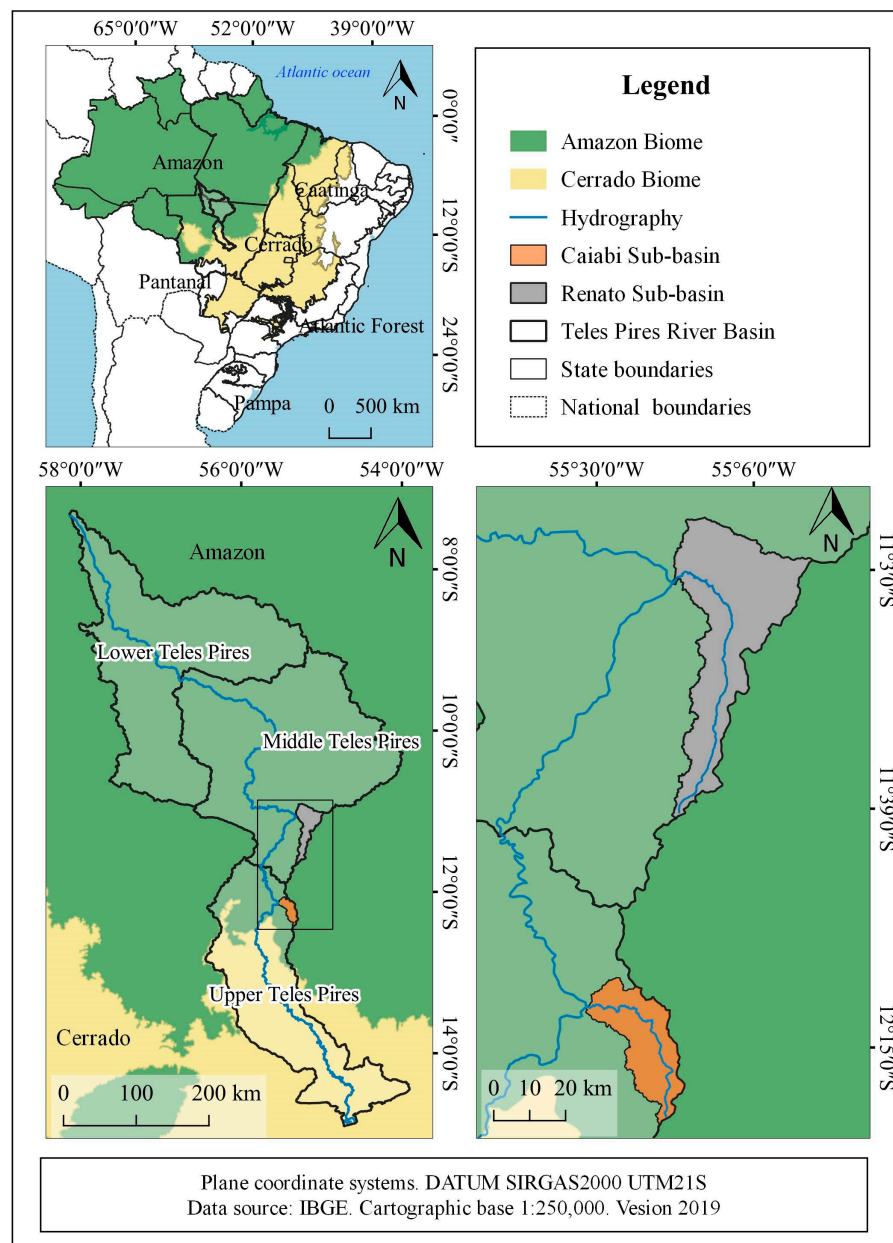 65°0'0"W 52°0'0"W 39°0'0"W
Atlantic ocean
N
0°0'0"
Amazon
Caatinga
12°0'0"S
Cerrado
Pantanal
Atlantic Forest
24°0'0"S
Pampa
0 500 km
Legend
Amazon Biome
Cerrado Biome
Hydrography
Caiabi Sub-basin
Renato Sub-basin
Teles Pires River Basin
State boundaries
National boundaries
58°0'0"W 56°0'0"W 54°0'0"W
N
Amazon
8°0'0"S
Lower Teles Pires
10°0'0"S
Middle Teles Pires
12°0'0"S
Upper Teles Pires
Cerrado
14°0'0"S
0 100 200 km
55°30'0"W 55°6'0"W
N
11°3'0"S
11°39'0"S
12°15'0"S
0 10 20 km
Plane coordinate systems. DATUM SIRGAS2000 UTM21S
Data source: IBGE. Cartographic base 1:250,000. Vesion 2019